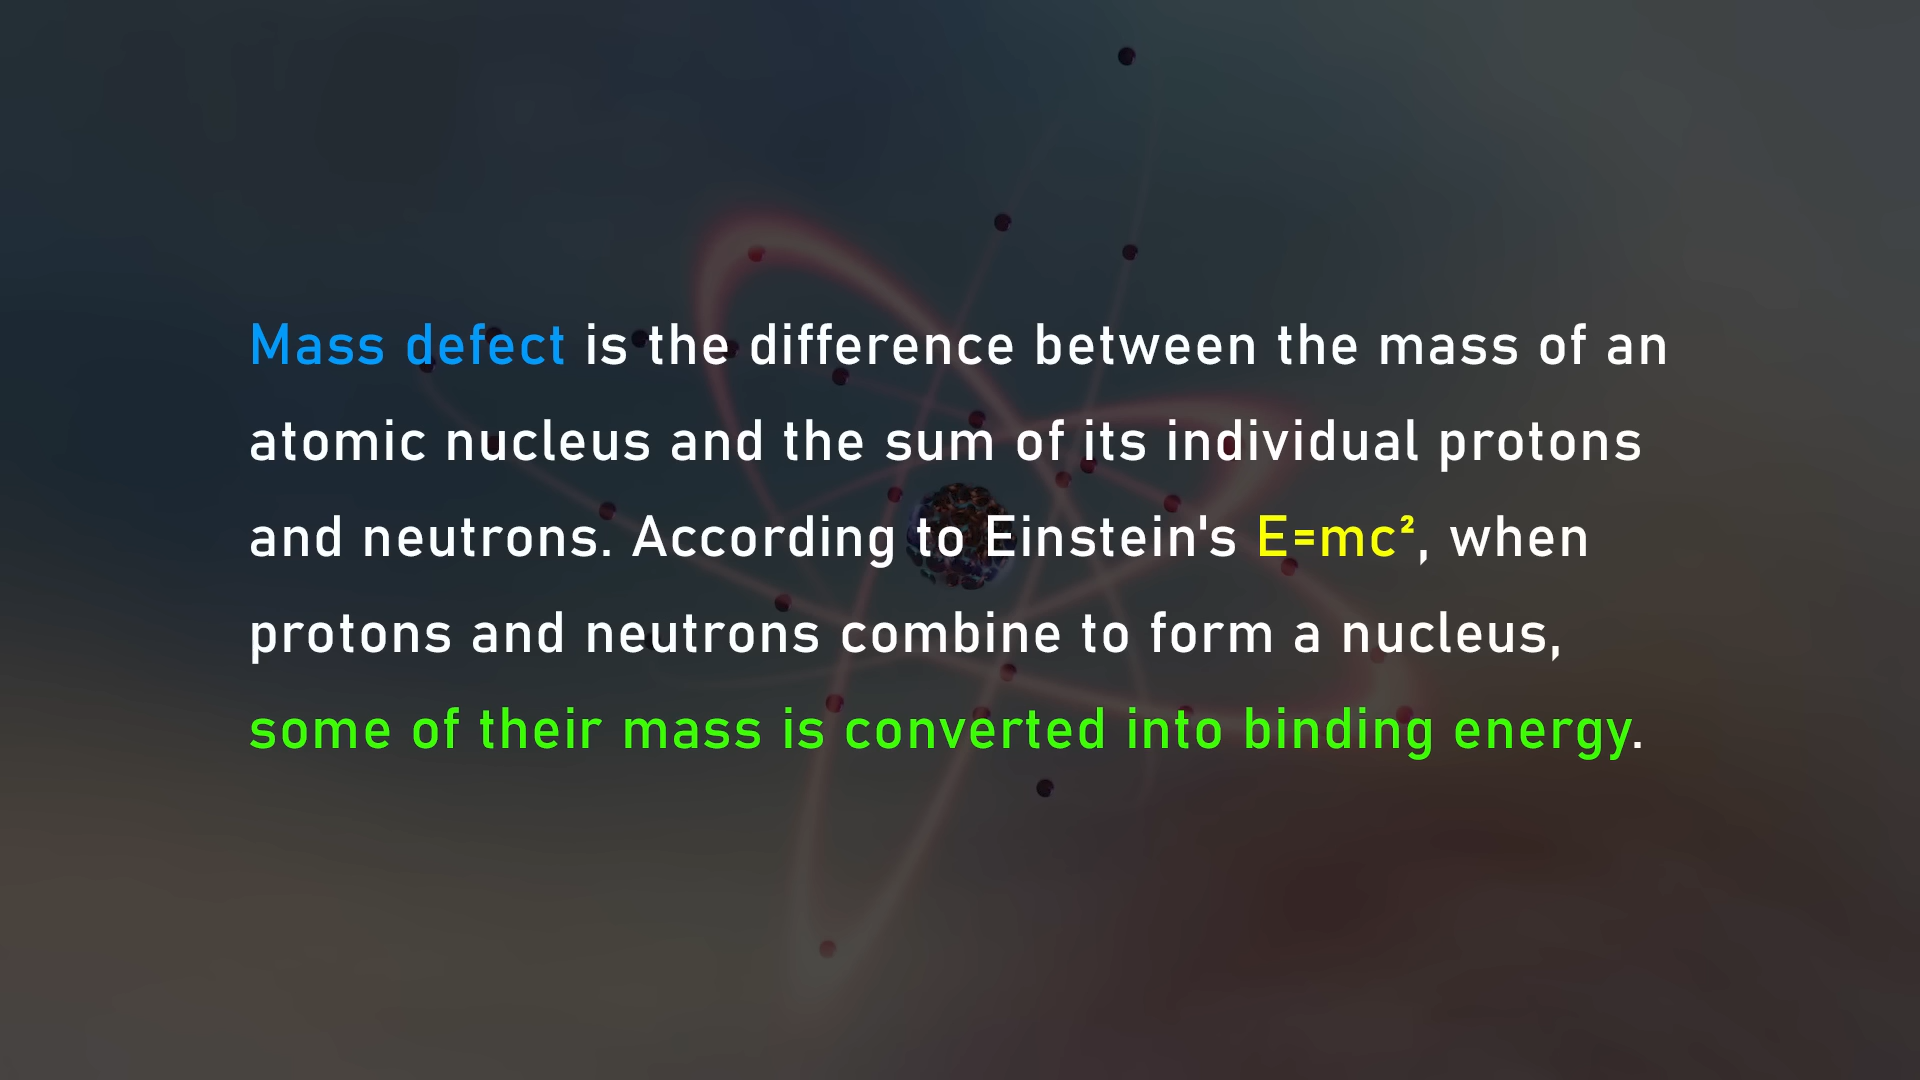 Mass defect is the difference between the mass of an
atomic nucleus and the sum of its individual protons
and neutrons. According to Einstein's E=mc², when
protons and neutrons combine to form a nucleus,
some of their mass is converted into binding energy.